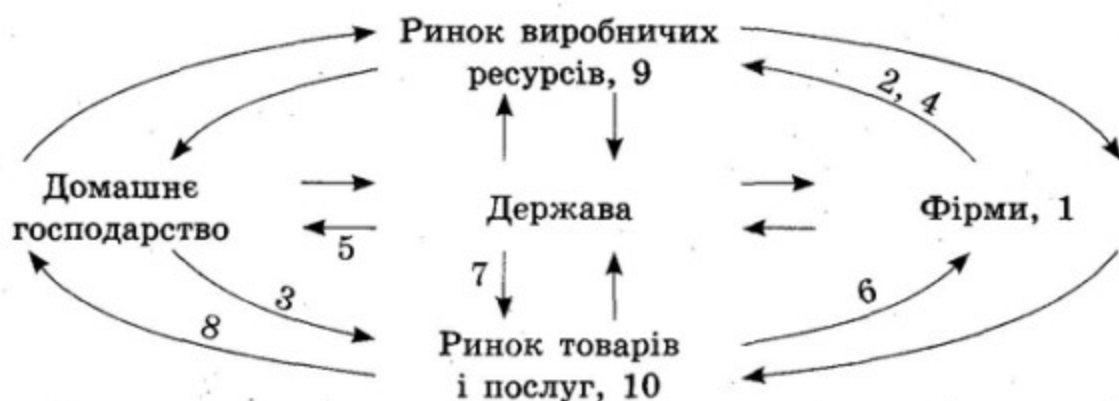 Ринок виробничих
ресурсів, 9
2, 4
Домашнє
господарство
Держава
Фірми, 1
5
7
3
6
8
Ринок товарів
і послуг, 10